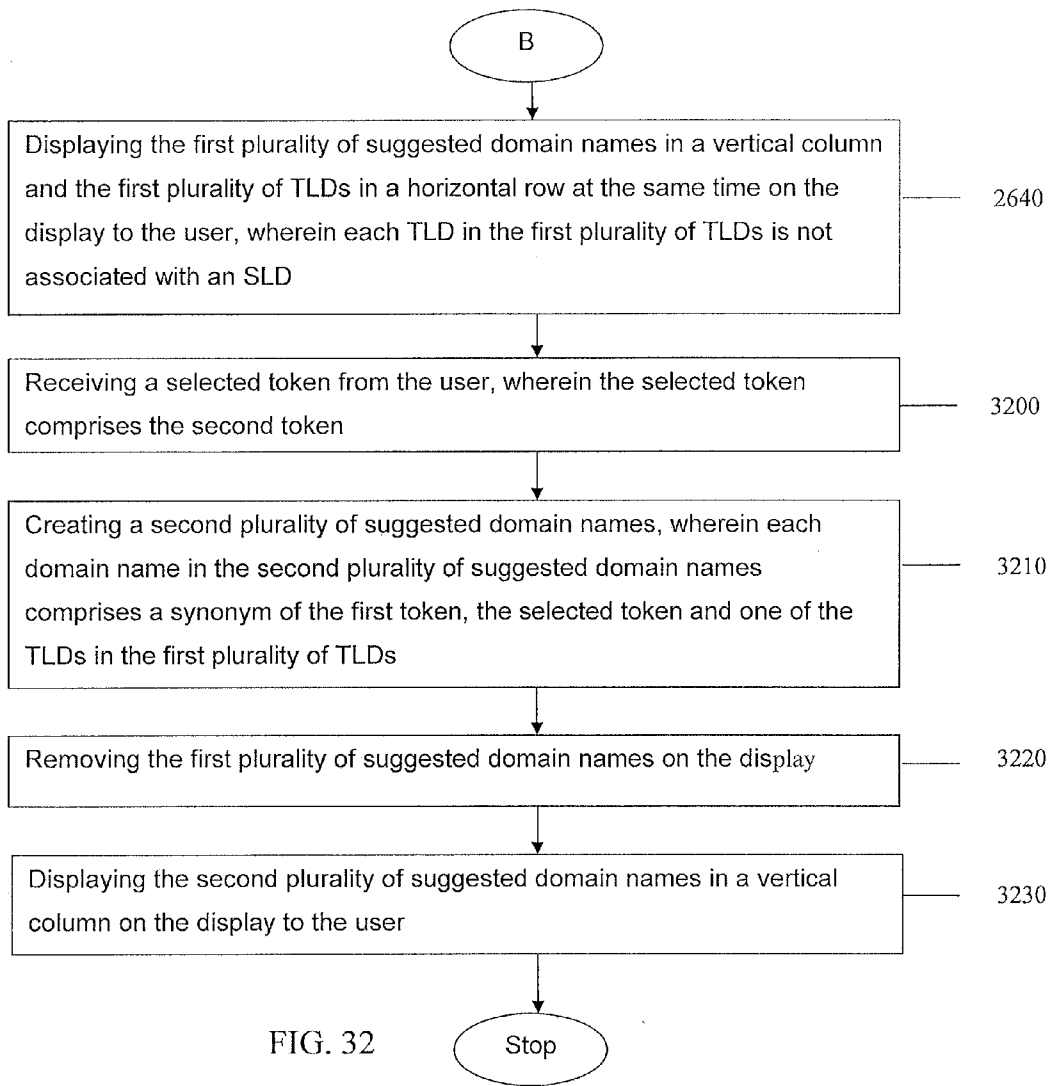 B
Displaying the first plurality of suggested domain names in a vertical column
and the first plurality of TLDs in a horizontal row at the same time on the
display to the user, wherein each TLD in the first plurality of TLDs is not
associated with an SLD
2640
Receiving a selected token from the user, wherein the selected token
comprises the second token
3200
Creating a second plurality of suggested domain names, wherein each
domain name in the second plurality of suggested domain names
comprises a synonym of the first token, the selected token and one of the
TLDs in the first plurality of TLDs
3210
Removing the first plurality of suggested domain names on the display
3220
Displaying the second plurality of suggested domain names in a vertical
column on the display to the user
3230
Stop
FIG. 32